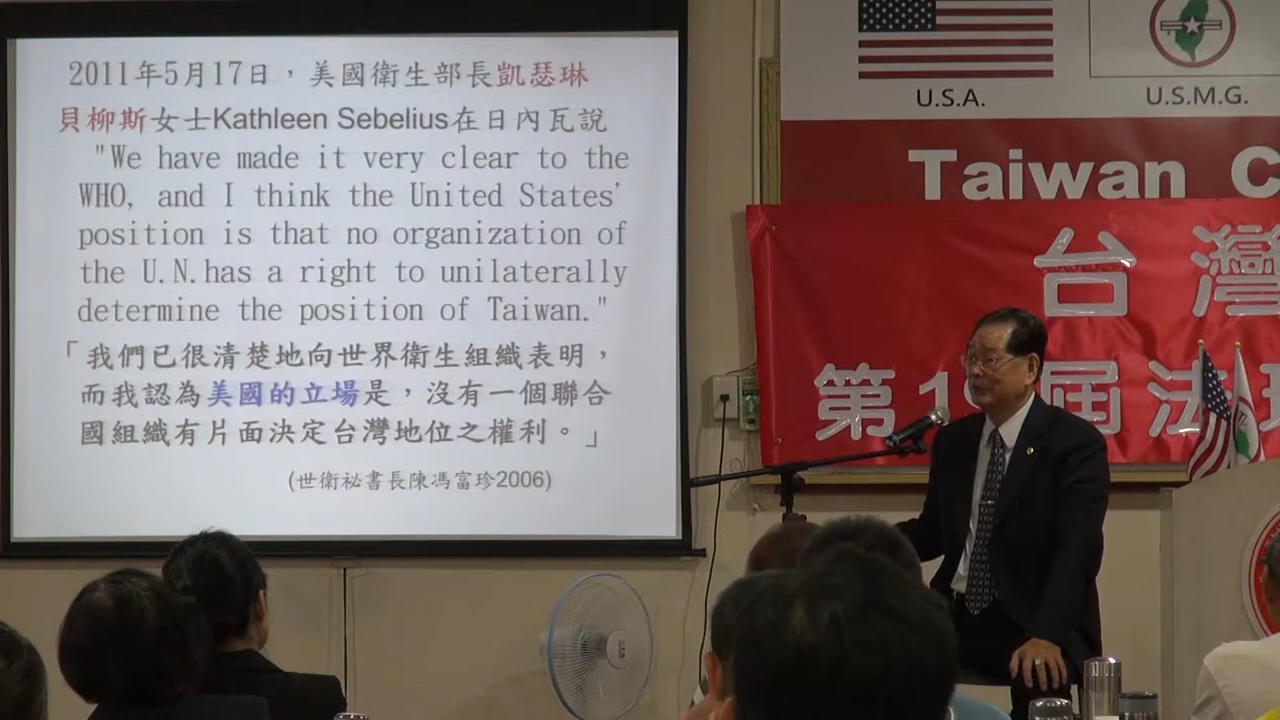 2011年5月17日，美國衛生部長凱瑟琳
貝柳斯女士Kathleen Sebelius在日內瓦說
"We have made it very clear to the
WHO, and I think the United States'
position is that no organization of
the U.N.has a right to unilaterally
determine the position of Taiwan."
「我們已很清楚地向世界衛生組織表明，
而我認為美國的立場是，沒有一個聯合
國組織有片面決定台灣地位之權利。」
(世衛祕書長陳馮富珍2006)
U.S.A.
U.S.M.G.
Taiwan C
台灣
第1 屆法